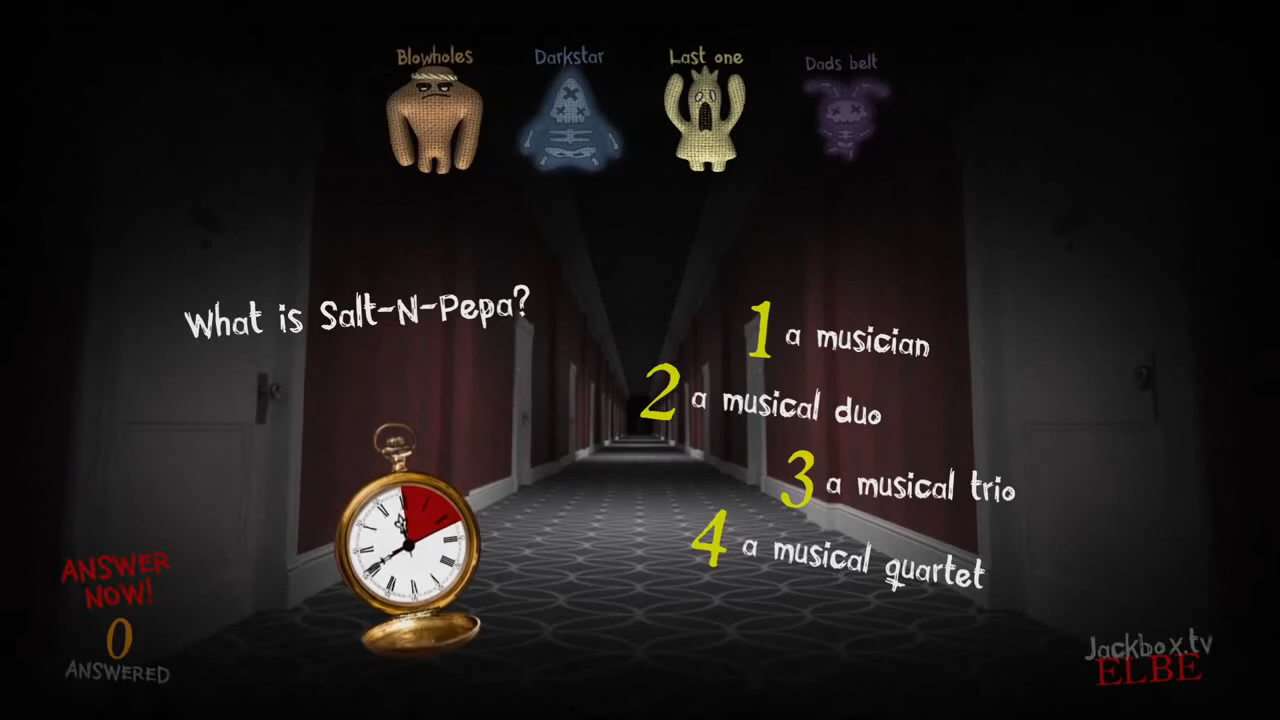 Blowholes
Darkstar
Last one
Dads belt
What is Salt-N-Pepa?
1 a musician
2 a musical duo
3 a musical trio
4 a musical quartet
ANSWER
NOW!
0
ANSWERED
Jackbox.tv
ELBE